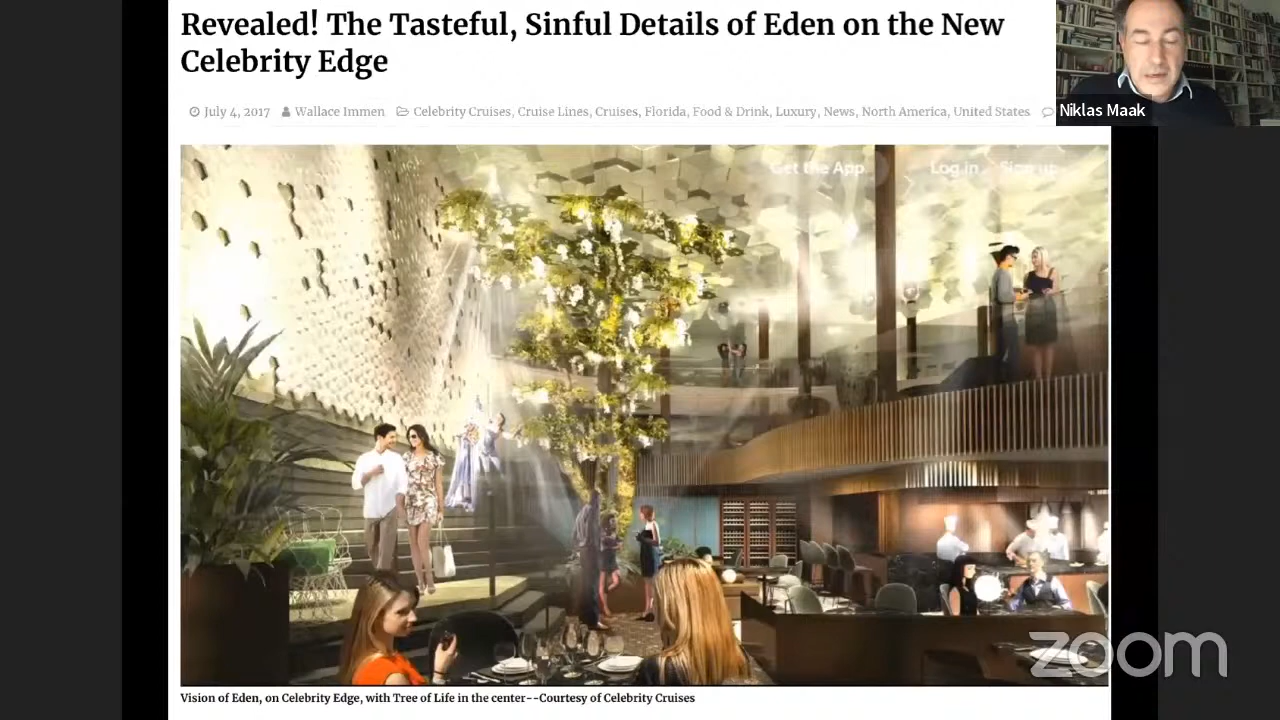 Revealed! The Tasteful, Sinful Details of Eden on the New
Celebrity Edge
July 4, 2017 Wallace Immen Celebrity Cruises, Cruise Lines, Cruises, Florida, Food & Drink, Luxury, News, North America, United States
Niklas Maak
Get the App Log in Sign up
Vision of Eden, on Celebrity Edge, with Tree of Life in the center--Courtesy of Celebrity Cruises
zoom